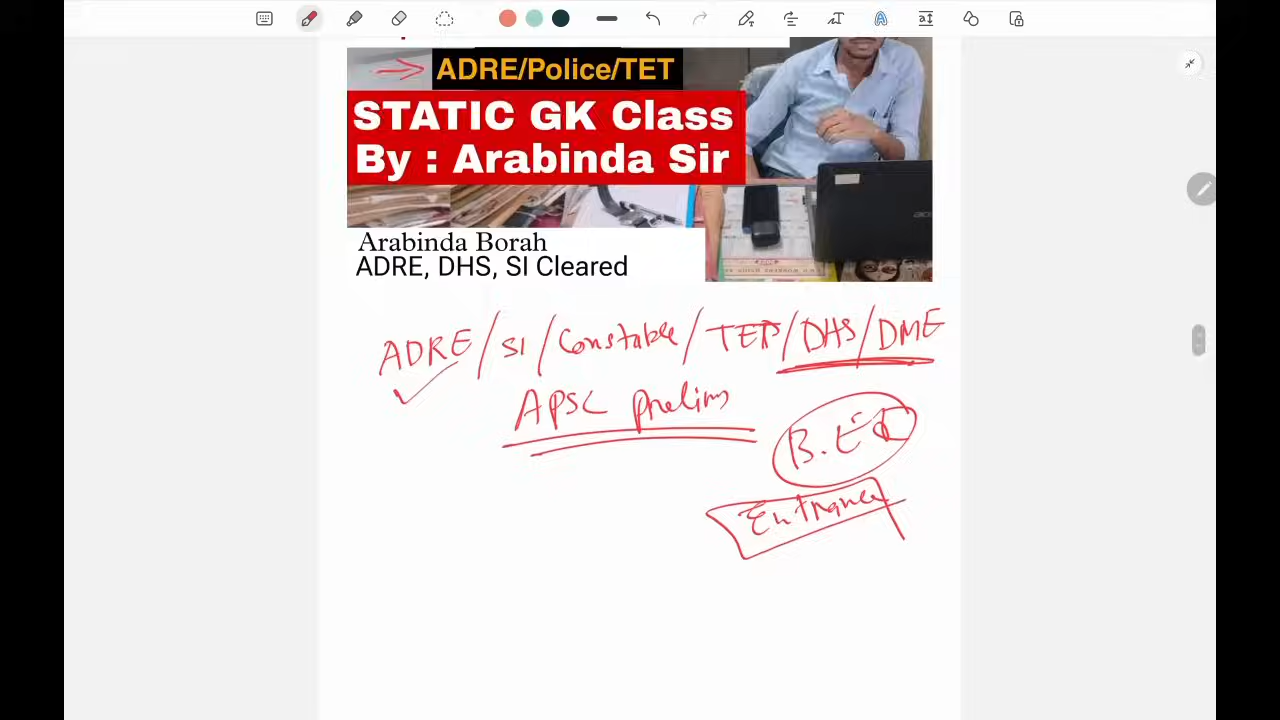 ADRE/Police/TET
STATIC GK Class
By : Arabinda Sir
Arabinda Borah
ADRE, DHS, SI Cleared
ADRE/SI/Constable/TET/DHS/DME
APSC prelims
B.Ed
Entrance